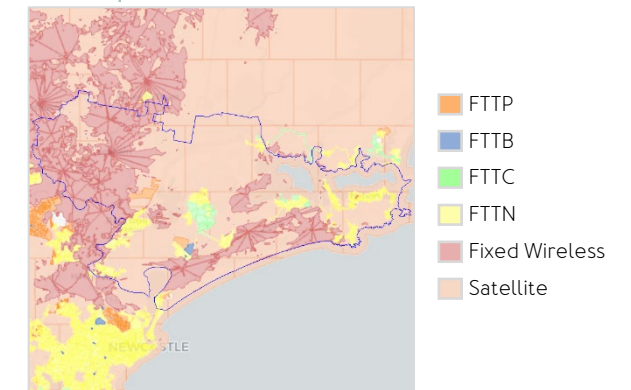 FTTP
FTTB
FTTC
FTTN
Fixed Wireless
Satellite
NEWCASTLE